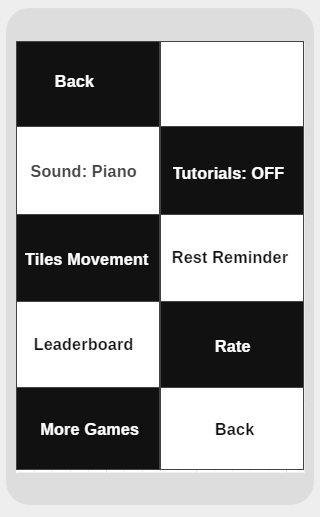 Back
Sound: Piano
Tutorials: OFF
Tiles Movement
Rest Reminder
Leaderboard
Rate
More Games
Back